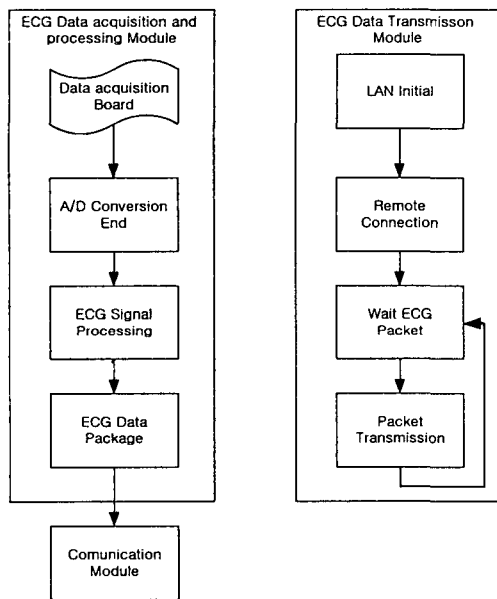 ECG Data acquisition and
processing Module
Data acquisition
Board
A/D Conversion
End
ECG Signal
Processing
ECG Data
Package
Comunication
Module
ECG Data Transmisson
Module
LAN Initial
Remote
Connection
Wait ECG
Packet
Packet
Transmission